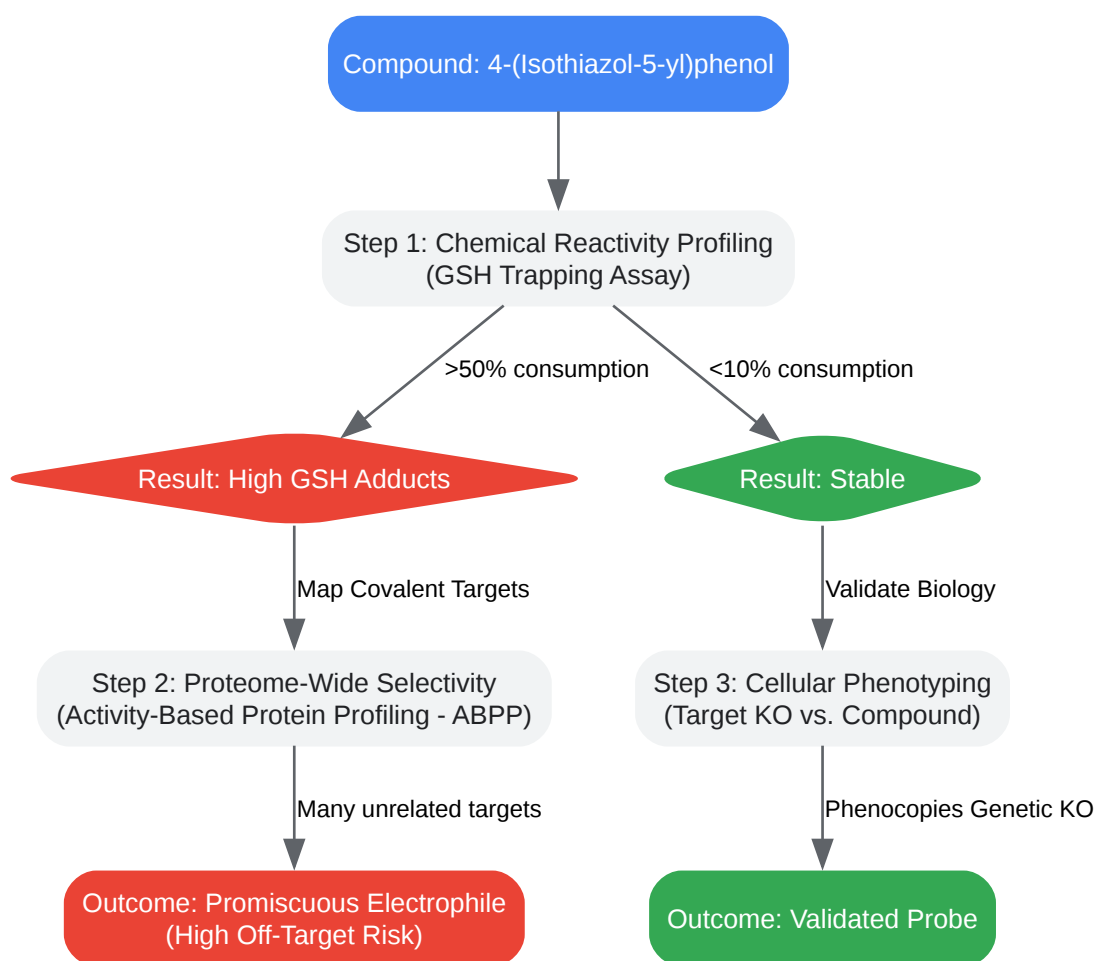 Compound: 4-(Isothiazol-5-yl)phenol
Step 1: Chemical Reactivity Profiling
(GSH Trapping Assay)
>50% consumption
<10% consumption
Result: High GSH Adducts
Result: Stable
Map Covalent Targets
Validate Biology
Step 2: Proteome-Wide Selectivity
(Activity-Based Protein Profiling - ABPP)
Step 3: Cellular Phenotyping
(Target KO vs. Compound)
Many unrelated targets
Phenocopies Genetic KO
Outcome: Promiscuous Electrophile
(High Off-Target Risk)
Outcome: Validated Probe